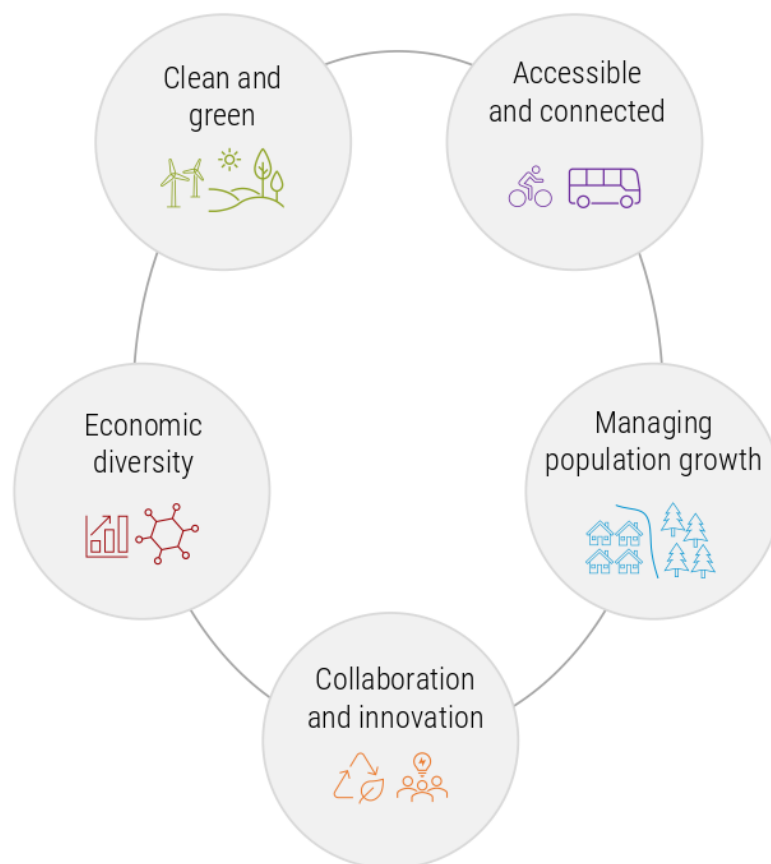 Clean and
green
Accessible
and connected
Economic
diversity
Managing
population growth
Collaboration
and innovation